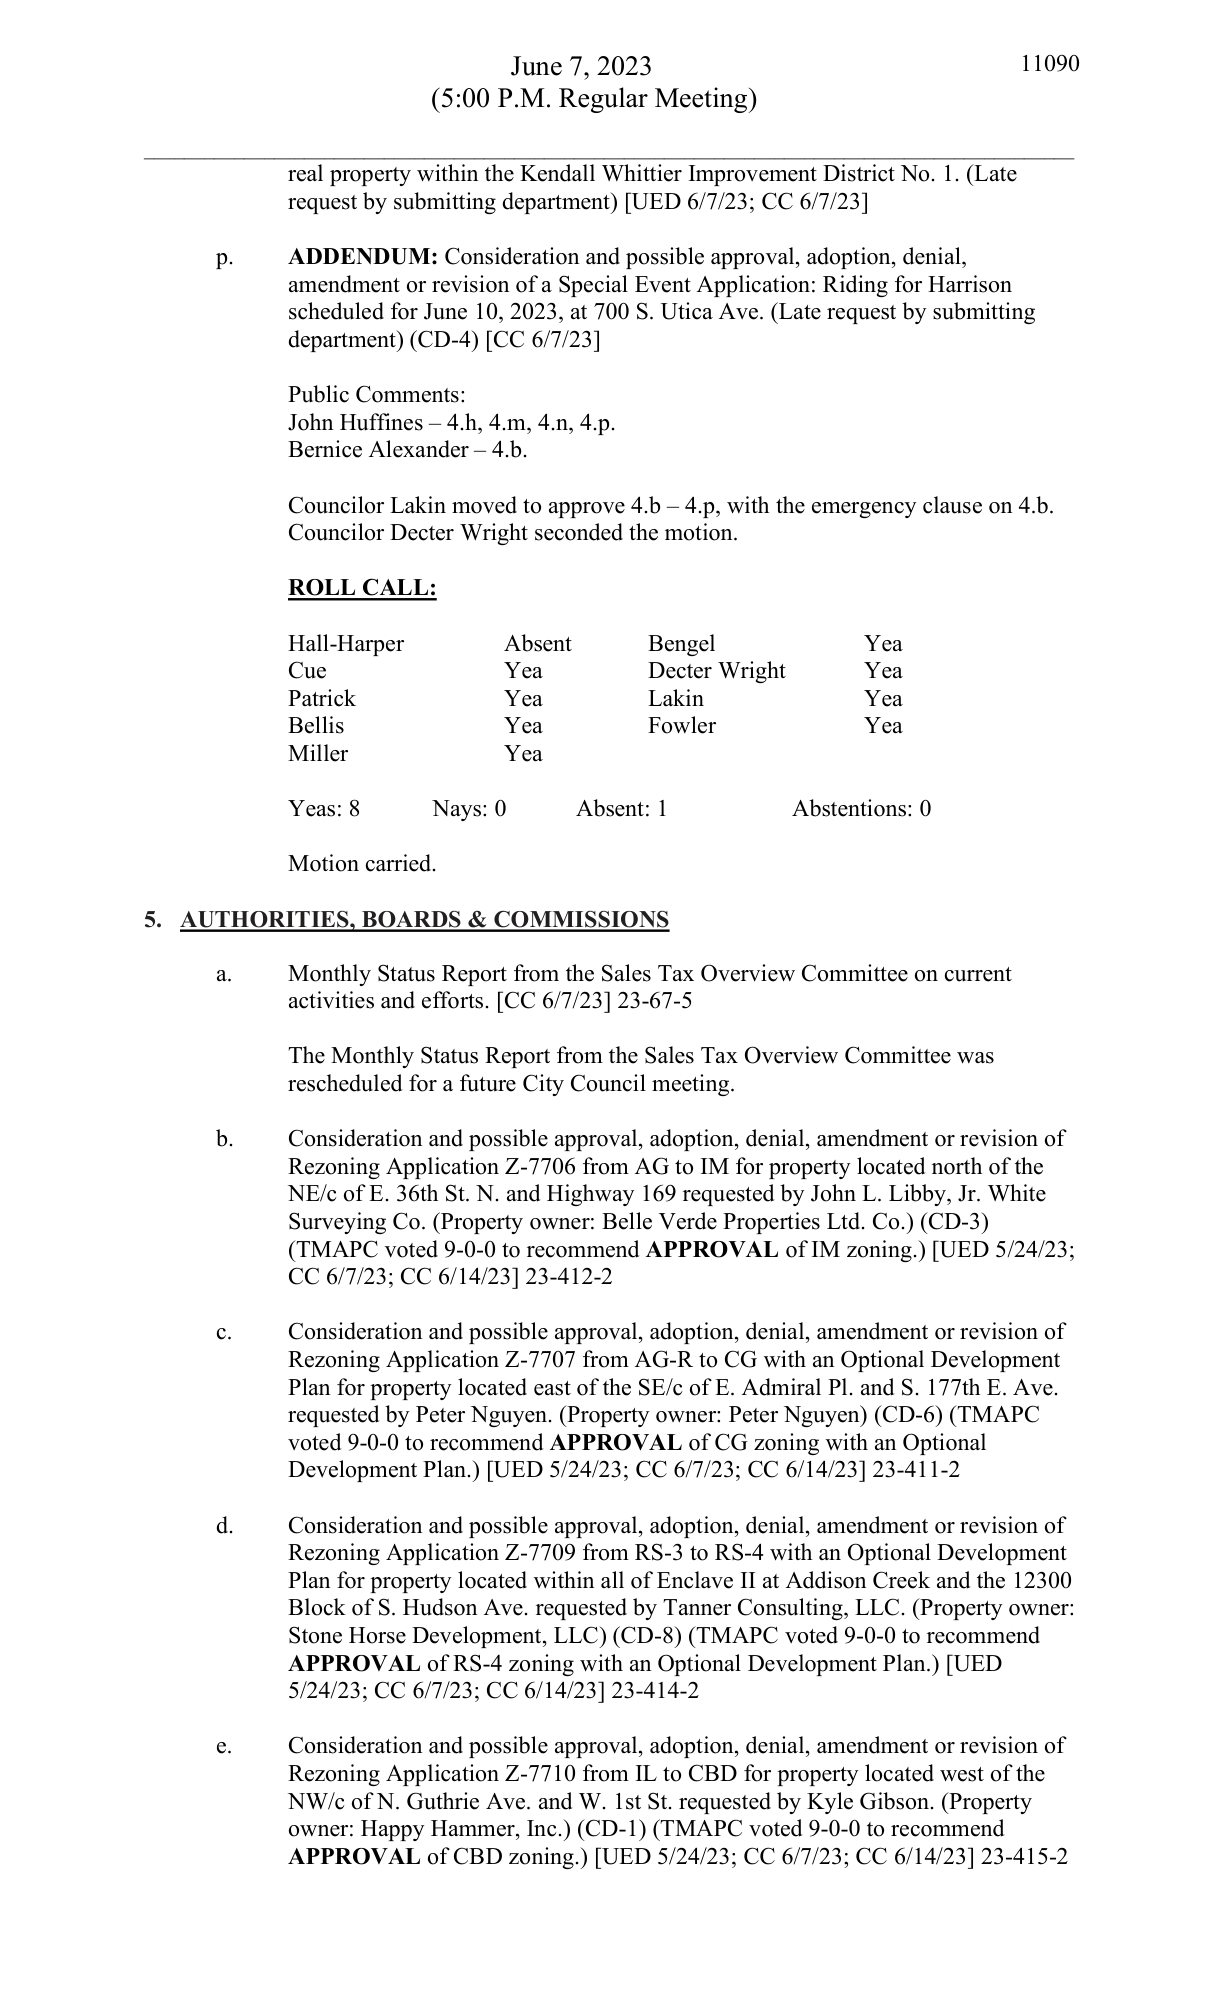 June 7, 2023
11090
(5:00 P.M. Regular Meeting)
real property within the Kendall Whittier Improvement District No. 1. (Late
request by submitting department) [UED 6/7/23; CC 6/7/23]
p. ADDENDUM: Consideration and possible approval, adoption, denial,
amendment or revision of a Special Event Application: Riding for Harrison
scheduled for June 10, 2023, at 700 S. Utica Ave. (Late request by submitting
department) (CD-4) [CC 6/7/23]
Public Comments:
John Huffines – 4.h, 4.m, 4.n, 4.p.
Bernice Alexander – 4.b.
Councilor Lakin moved to approve 4.b – 4.p, with the emergency clause on 4.b.
Councilor Decter Wright seconded the motion.
ROLL CALL:
Hall-Harper Absent Bengel Yea
Cue Yea Decter Wright Yea
Patrick Yea Lakin Yea
Bellis Yea Fowler Yea
Miller Yea
Yeas: 8 Nays: 0 Absent: 1 Abstentions: 0
Motion carried.
5. AUTHORITIES, BOARDS & COMMISSIONS
a. Monthly Status Report from the Sales Tax Overview Committee on current
activities and efforts. [CC 6/7/23] 23-67-5
The Monthly Status Report from the Sales Tax Overview Committee was
rescheduled for a future City Council meeting.
b. Consideration and possible approval, adoption, denial, amendment or revision of
Rezoning Application Z-7706 from AG to IM for property located north of the
NE/c of E. 36th St. N. and Highway 169 requested by John L. Libby, Jr. White
Surveying Co. (Property owner: Belle Verde Properties Ltd. Co.) (CD-3)
(TMAPC voted 9-0-0 to recommend APPROVAL of IM zoning.) [UED 5/24/23;
CC 6/7/23; CC 6/14/23] 23-412-2
c. Consideration and possible approval, adoption, denial, amendment or revision of
Rezoning Application Z-7707 from AG-R to CG with an Optional Development
Plan for property located east of the SE/c of E. Admiral Pl. and S. 177th E. Ave.
requested by Peter Nguyen. (Property owner: Peter Nguyen) (CD-6) (TMAPC
voted 9-0-0 to recommend APPROVAL of CG zoning with an Optional
Development Plan.) [UED 5/24/23; CC 6/7/23; CC 6/14/23] 23-411-2
d. Consideration and possible approval, adoption, denial, amendment or revision of
Rezoning Application Z-7709 from RS-3 to RS-4 with an Optional Development
Plan for property located within all of Enclave II at Addison Creek and the 12300
Block of S. Hudson Ave. requested by Tanner Consulting, LLC. (Property owner:
Stone Horse Development, LLC) (CD-8) (TMAPC voted 9-0-0 to recommend
APPROVAL of RS-4 zoning with an Optional Development Plan.) [UED
5/24/23; CC 6/7/23; CC 6/14/23] 23-414-2
e. Consideration and possible approval, adoption, denial, amendment or revision of
Rezoning Application Z-7710 from IL to CBD for property located west of the
NW/c of N. Guthrie Ave. and W. 1st St. requested by Kyle Gibson. (Property
owner: Happy Hammer, Inc.) (CD-1) (TMAPC voted 9-0-0 to recommend
APPROVAL of CBD zoning.) [UED 5/24/23; CC 6/7/23; CC 6/14/23] 23-415-2